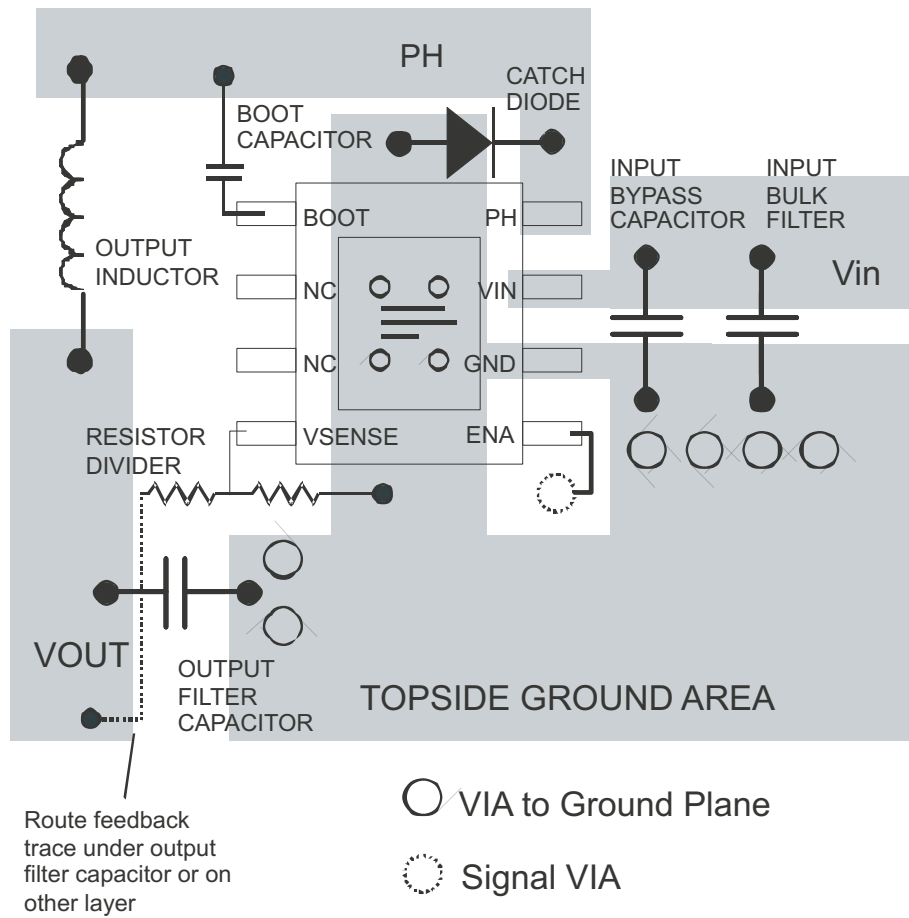 PH
CATCH
DIODE
BOOT
CAPACITOR
INPUT
BYPASS
CAPACITOR
INPUT
BULK
FILTER
BOOT
PH
OUTPUT
INDUCTOR
NC
VIN
Vin
NC
GND
RESISTOR
DIVIDER
VSENSE
ENA
VOUT
OUTPUT
FILTER
CAPACITOR
TOPSIDE GROUND AREA
Route feedback
trace under output
filter capacitor or on
other layer
VIA to Ground Plane
Signal VIA